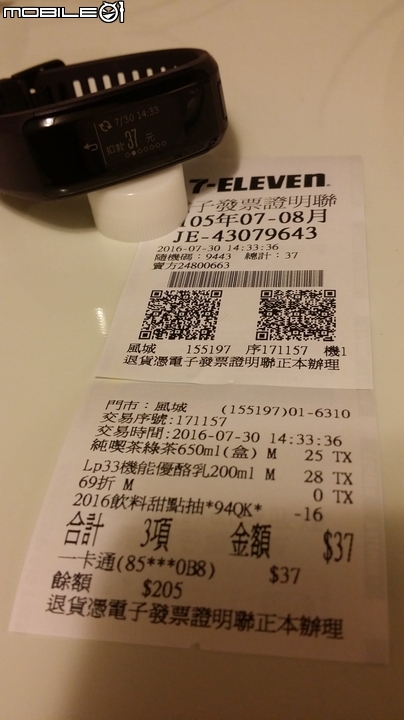 MOBILE01
7/30 14:33
扣款 37 元
7-ELEVEN
子發票證明聯
105年07-08月
JE-43079643
2016-07-30 14:33:36
隨機碼：9443 總計：37
賣方24800663
風城 155197 序171157 機1
退貨憑電子發票證明聯正本辦理
門市：風城 (155197)01-6310
交易序號:171157
交易時間:2016-07-30 14:33:36
純喫茶綠茶650ml(盒) M 25 TX
Lp33機能優酪乳200ml M 28 TX
69折 M 0 TX
2016飲料甜點抽*94QK* -16
合計 3項 金額 $37
一卡通(85***0B8) $37
餘額 $205
退貨憑電子發票證明聯正本辦理